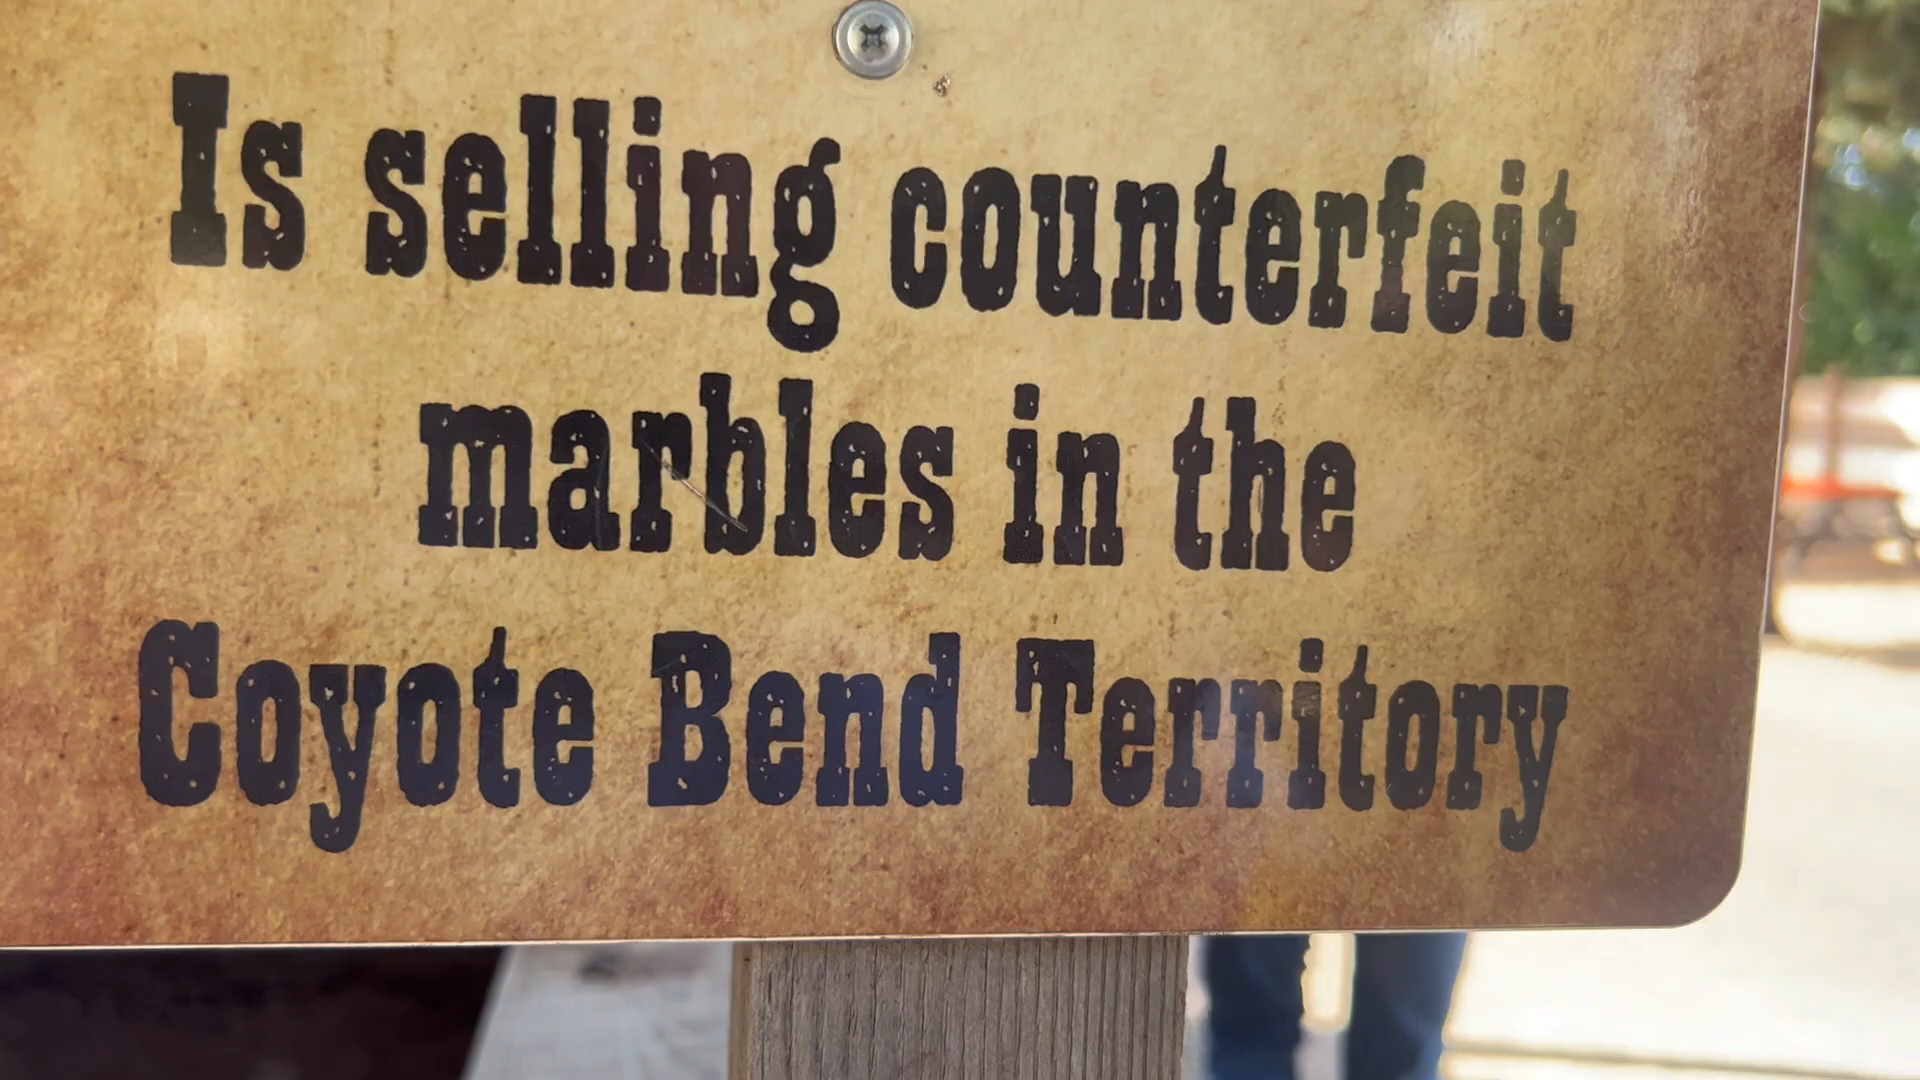 Is selling counterfeit
marbles in the
Coyote Bend Territory